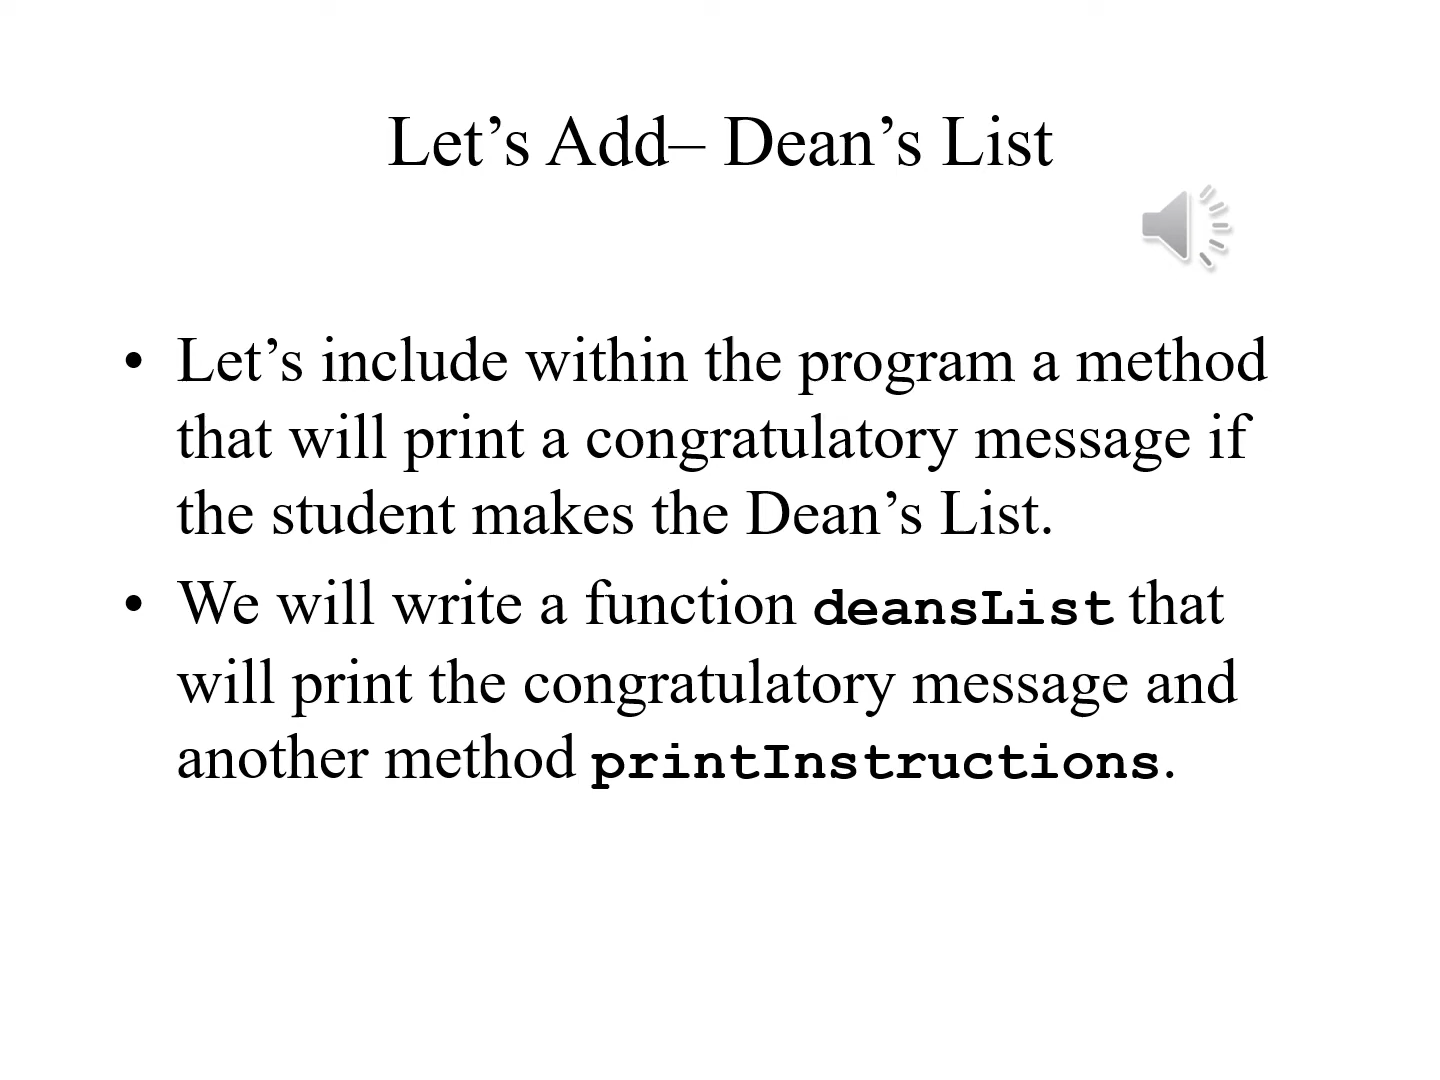 Let’s Add– Dean’s List
• Let’s include within the program a method
that will print a congratulatory message if
the student makes the Dean’s List.
• We will write a function deansList that
will print the congratulatory message and
another method printInstructions.